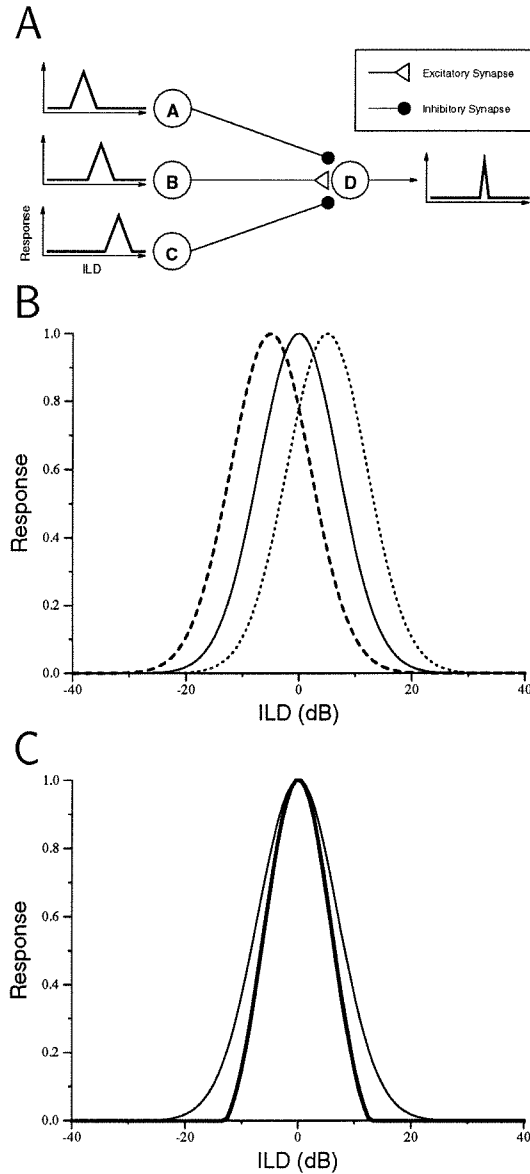 A
A
B
C
D
Response
ILD
Excitatory Synapse
Inhibitory Synapse
B
1.0
0.8
0.6
0.4
0.2
0.0
Response
-40
-20
0
20
40
ILD (dB)
C
1.0
0.8
0.6
0.4
0.2
0.0
Response
-40
-20
0
20
40
ILD (dB)